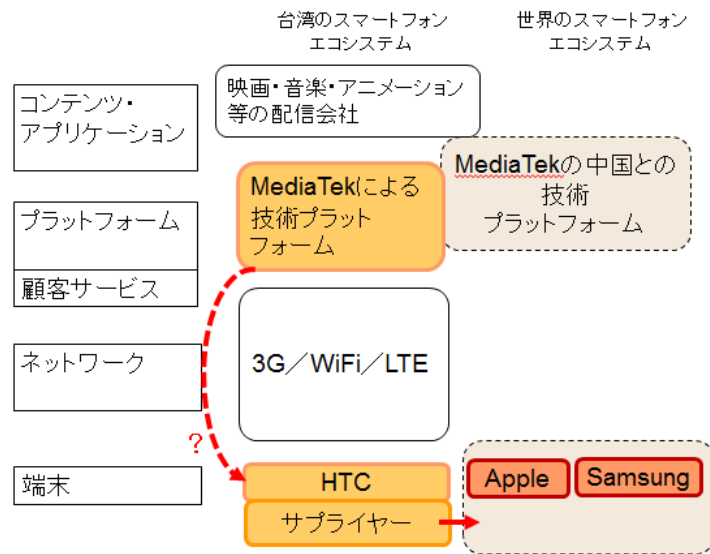 台湾のスマートフォン
エコシステム
世界のスマートフォン
エコシステム
コンテンツ・
アプリケーション
映画・音楽・アニメーション
等の配信会社
MediaTekによる
技術プラット
フォーム
MediaTekの中国との
技術
プラットフォーム
プラットフォーム
顧客サービス
ネットワーク
3G／WiFi／LTE
？
端末
HTC
サプライヤー
Apple
Samsung